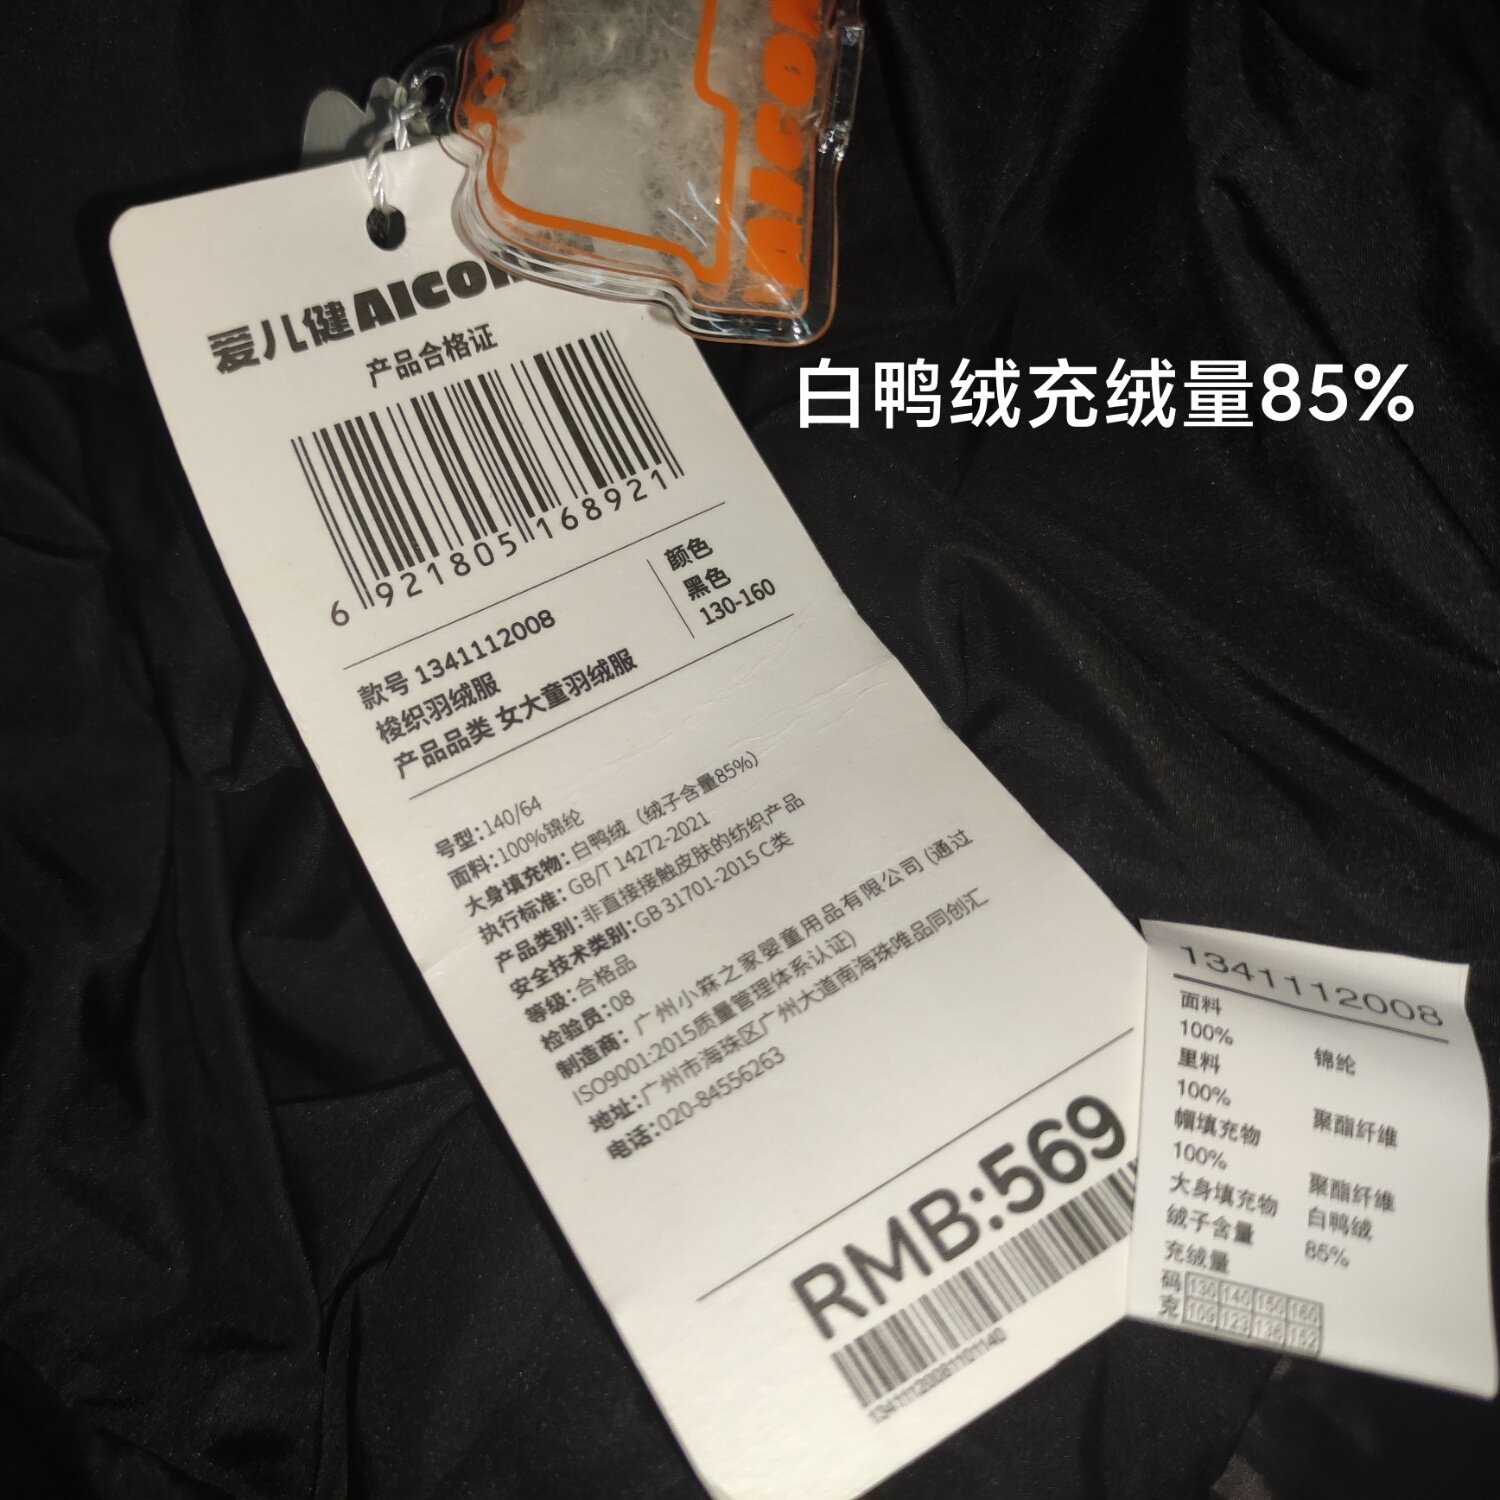 爱儿健AICON
产品合格证
6 921805 168921
款号 1341112008
梭织羽绒服
产品品类 女大童羽绒服
颜色
黑色
130-160
号型：140/64
面料：100%锦纶
大身填充物：白鸭绒（绒子含量85%）
执行标准：GB/T 14272-2021
产品类别：非直接接触皮肤的纺织产品
安全技术类别：GB 31701-2015 C类
等级：合格品
检验员：08
制造商：广州小霖之家婴童用品有限公司 (通过
ISO9001:2015质量管理体系认证)
地址：广州市海珠区广州大道南海珠唯品同创汇
电话：020-84556263
RMB:569
13411120081101140
AICON
白鸭绒充绒量85%
1341112008
面料
100% 锦纶
里料
100% 聚酯纤维
帽填充物
100% 聚酯纤维
大身填充物 白鸭绒
绒子含量 85%
充绒量
码 130 140 150 160
克 109 123 136 152